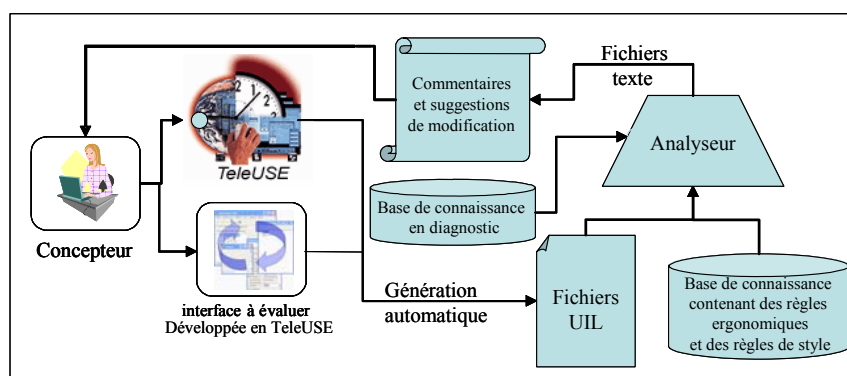 Commentaires
et suggestions
de modification
Fichiers
texte
Analyseur
TeleUSE
Concepteur
Base de connaissance
en diagnostic
interface à évaluer
Développée en TeleUSE
Génération
automatique
Fichiers
UIL
Base de connaissance
contenant des règles
ergonomiques
et des règles de style